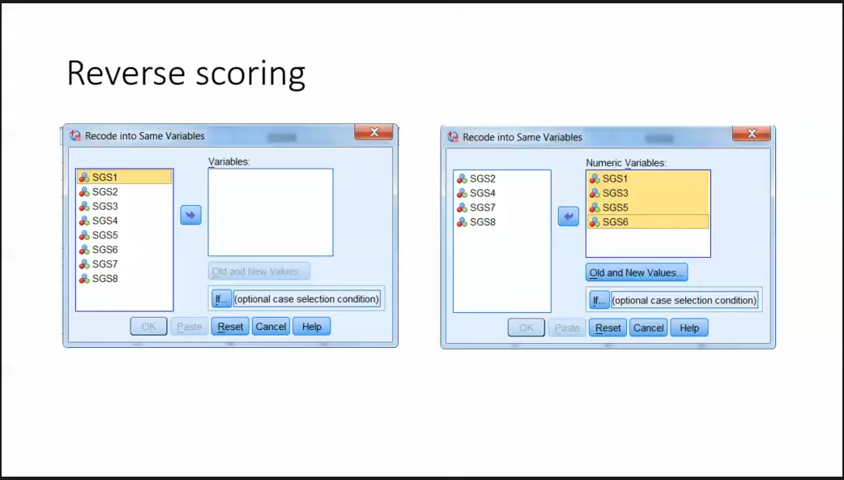 Reverse scoring
Recode into Same Variables
Variables:
SGS1
SGS2
SGS3
SGS4
SGS5
SGS6
SGS7
SGS8
Old and New Values...
If... (optional case selection condition)
OK Paste Reset Cancel Help
Recode into Same Variables
Numeric Variables:
SGS2
SGS4
SGS7
SGS8
SGS1
SGS3
SGS5
SGS6
Old and New Values...
If... (optional case selection condition)
OK Paste Reset Cancel Help